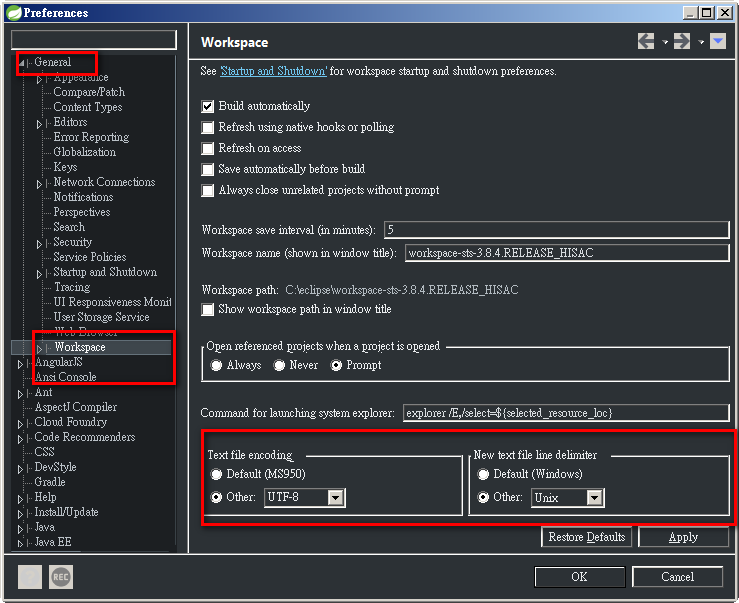 Preferences
General
Appearance
Compare/Patch
Content Types
Editors
Error Reporting
Globalization
Keys
Network Connections
Notifications
Perspectives
Search
Security
Service Policies
Startup and Shutdown
Tracing
UI Responsiveness Monit
User Storage Service
Web Browser
Workspace
AngularJS
Ansi Console
Ant
AspectJ Compiler
Cloud Foundry
Code Recommenders
CSS
DevStyle
Gradle
Help
Install/Update
Java
Java EE
Workspace
See 'Startup and Shutdown' for workspace startup and shutdown preferences.
Build automatically
Refresh using native hooks or polling
Refresh on access
Save automatically before build
Always close unrelated projects without prompt
Workspace save interval (in minutes): 5
Workspace name (shown in window title): workspace-sts-3.8.4.RELEASE_HISAC
Workspace path: C:\eclipse\workspace-sts-3.8.4.RELEASE_HISAC
Show workspace path in window title
Open referenced projects when a project is opened
Always Never Prompt
Command for launching system explorer: explorer /E,/select=${selected_resource_loc}
Text file encoding
Default (MS950)
Other: UTF-8
New text file line delimiter
Default (Windows)
Other: Unix
Restore Defaults Apply
REC
OK Cancel